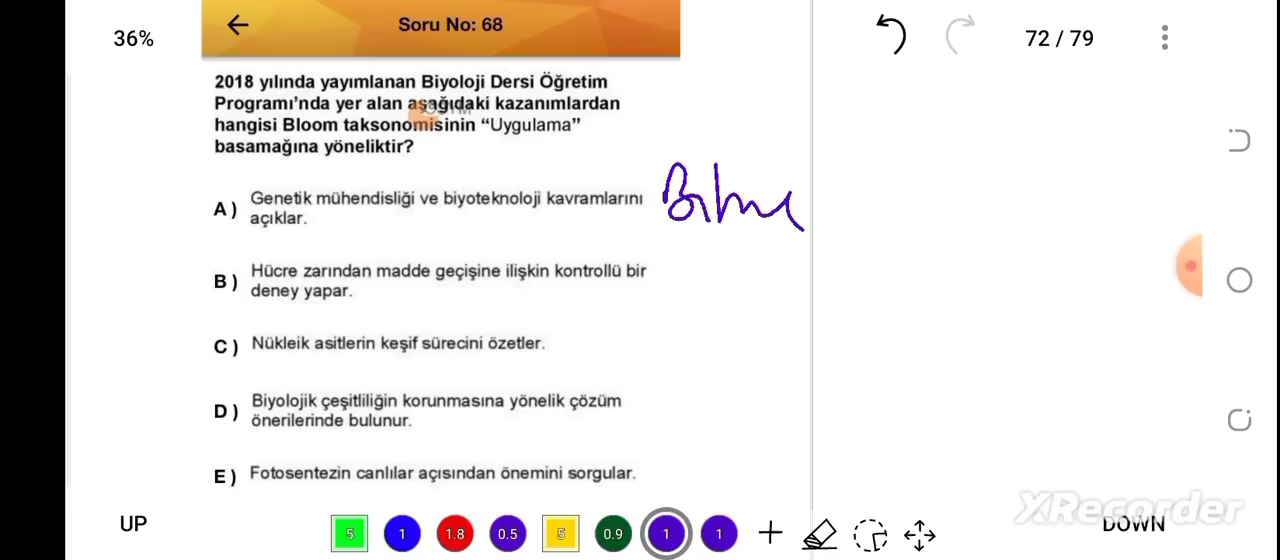 36%
Soru No: 68
72 / 79
2018 yılında yayımlanan Biyoloji Dersi Öğretim
Programı'nda yer alan aşağıdaki kazanımlardan
hangisi Bloom taksonomisinin “Uygulama”
basamağına yöneliktir?
A) Genetik mühendisliği ve biyoteknoloji kavramlarını
açıklar.
B) Hücre zarından madde geçişine ilişkin kontrollü bir
deney yapar.
C) Nükleik asitlerin keşif sürecini özetler.
D) Biyolojik çeşitliliğin korunmasına yönelik çözüm
önerilerinde bulunur.
E) Fotosentezin canlılar açısından önemini sorgular.
XRecorder
UP
5
1
1.8
0.5
5
0.9
1
1
DOWN